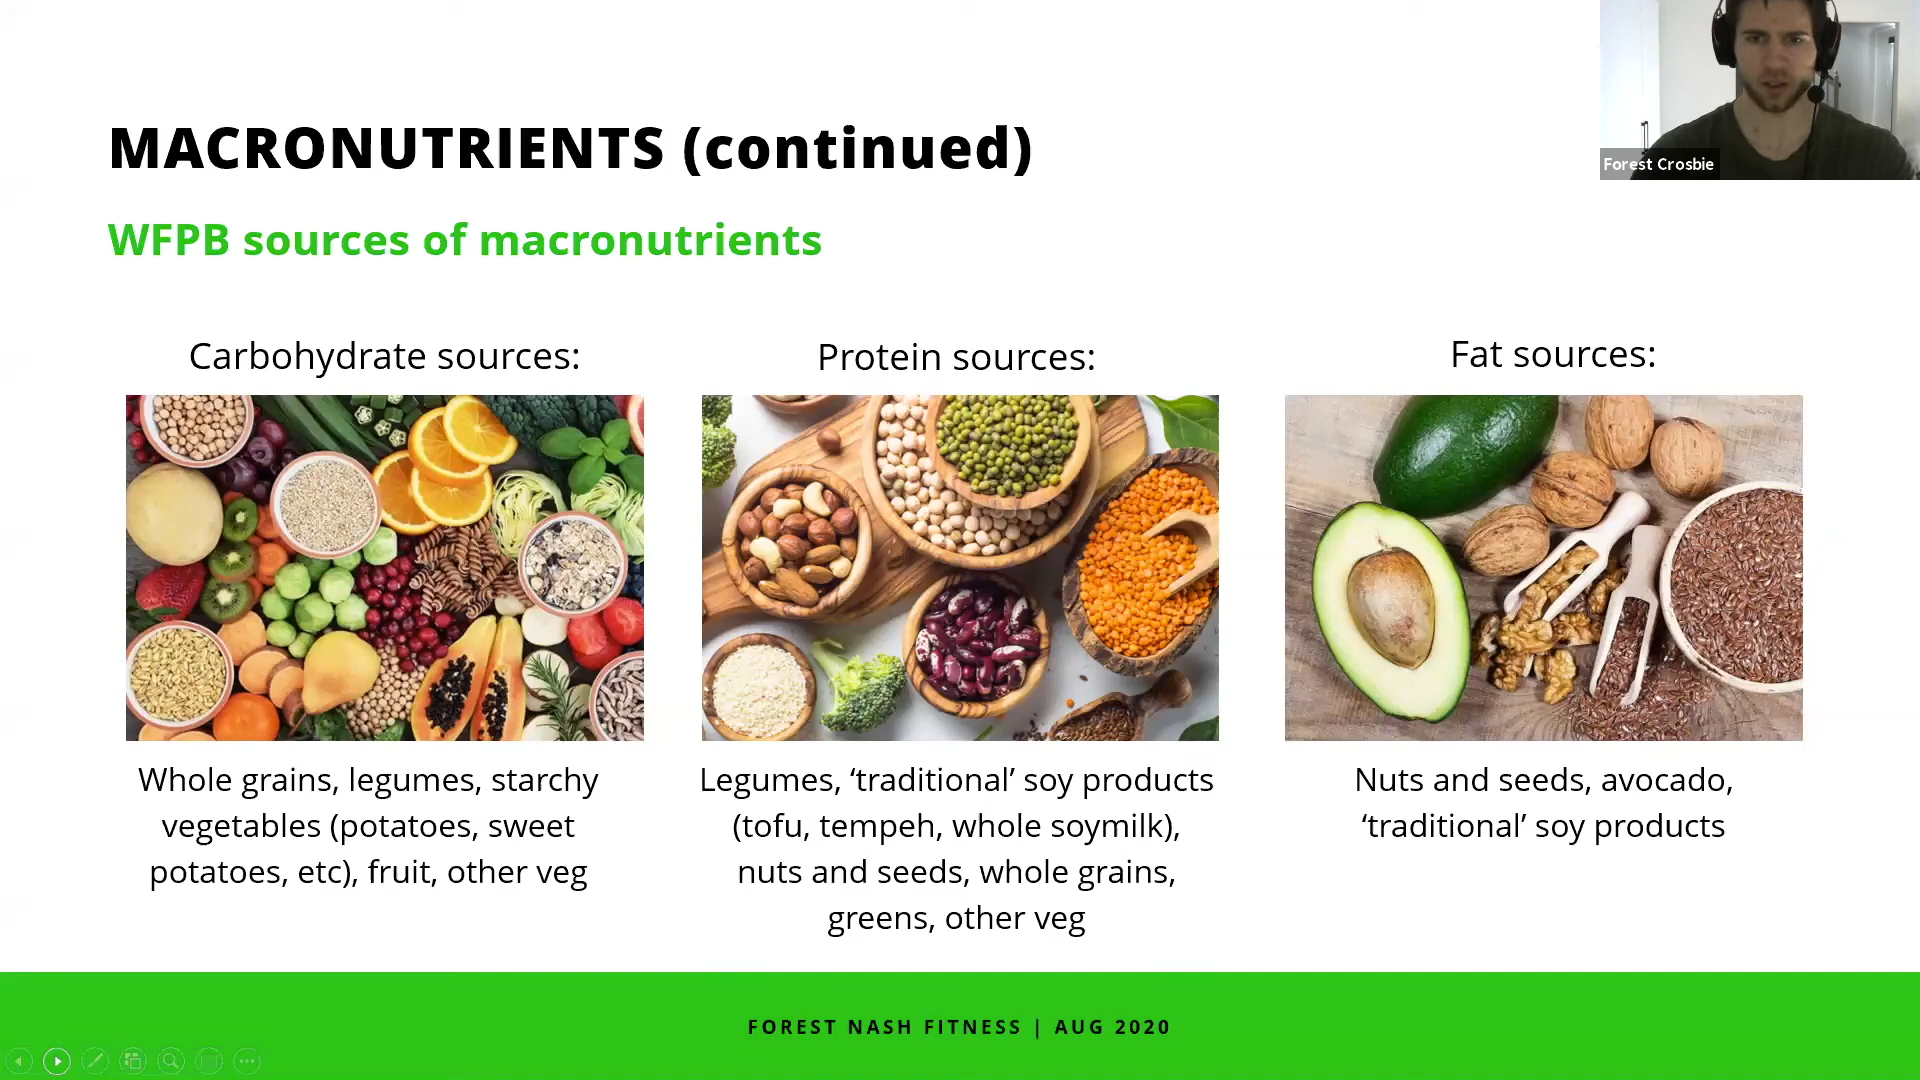 MACRONUTRIENTS (continued)
Forest Crosbie
WFPB sources of macronutrients
Carbohydrate sources:
Whole grains, legumes, starchy
vegetables (potatoes, sweet
potatoes, etc), fruit, other veg
Protein sources:
Legumes, ‘traditional’ soy products
(tofu, tempeh, whole soymilk),
nuts and seeds, whole grains,
greens, other veg
Fat sources:
Nuts and seeds, avocado,
‘traditional’ soy products
FOREST NASH FITNESS | AUG 2020